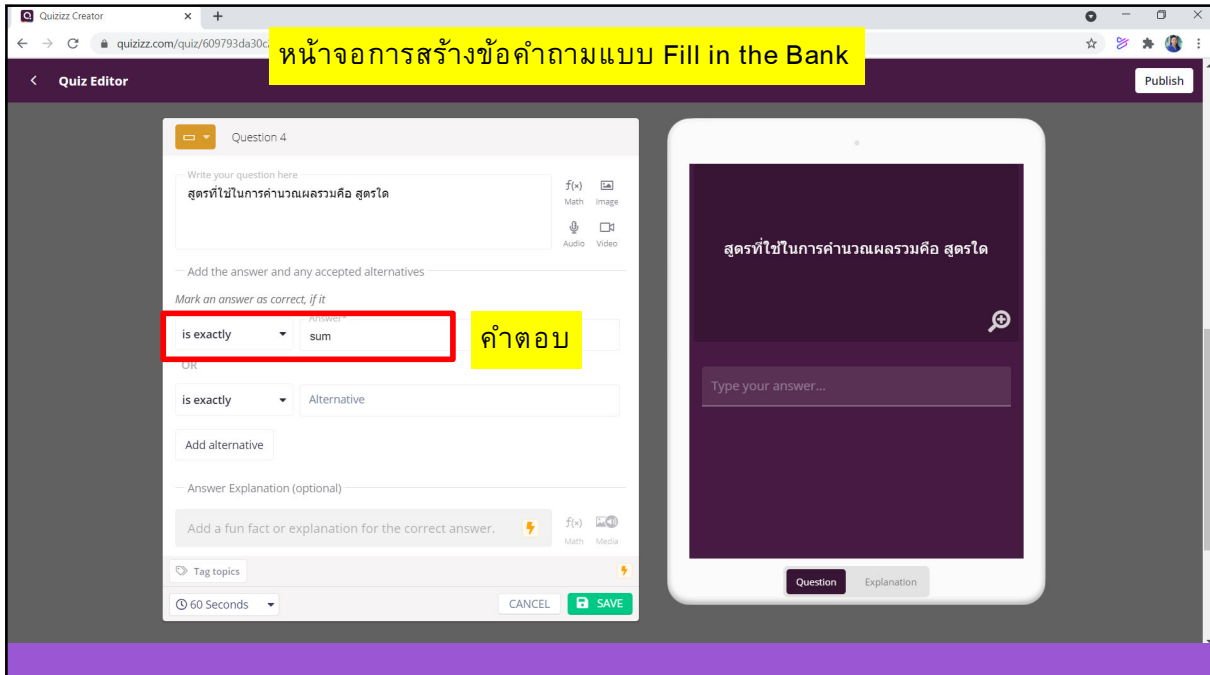 Quizizz Creator
quizizz.com/quiz/609793da30c
หน้าจอการสร้างข้อคำถามแบบ Fill in the Bank
Quiz Editor
Publish
Question 4
Write your question here
สูตรที่ใช้ในการคำนวณผลรวมคือ สูตรใด
f(x)
Math Image
Audio Video
Add the answer and any accepted alternatives
Mark an answer as correct, if it
is exactly
Answer*
sum
คำตอบ
OR
is exactly
Alternative
Add alternative
Answer Explanation (optional)
Add a fun fact or explanation for the correct answer.
f(x)
Math Media
Tag topics
60 Seconds
CANCEL
SAVE
สูตรที่ใช้ในการคำนวณผลรวมคือ สูตรใด
Type your answer...
Question Explanation